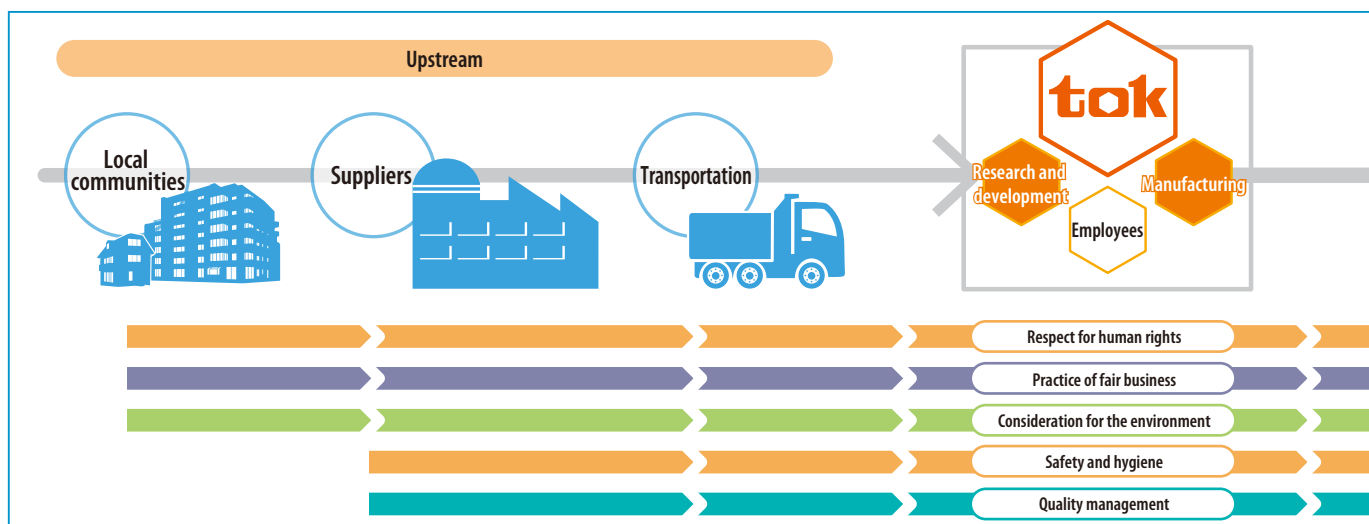 Upstream
Local
communities
Suppliers
Transportation
tok
Research and
development
Manufacturing
Employees
Respect for human rights
Practice of fair business
Consideration for the environment
Safety and hygiene
Quality management